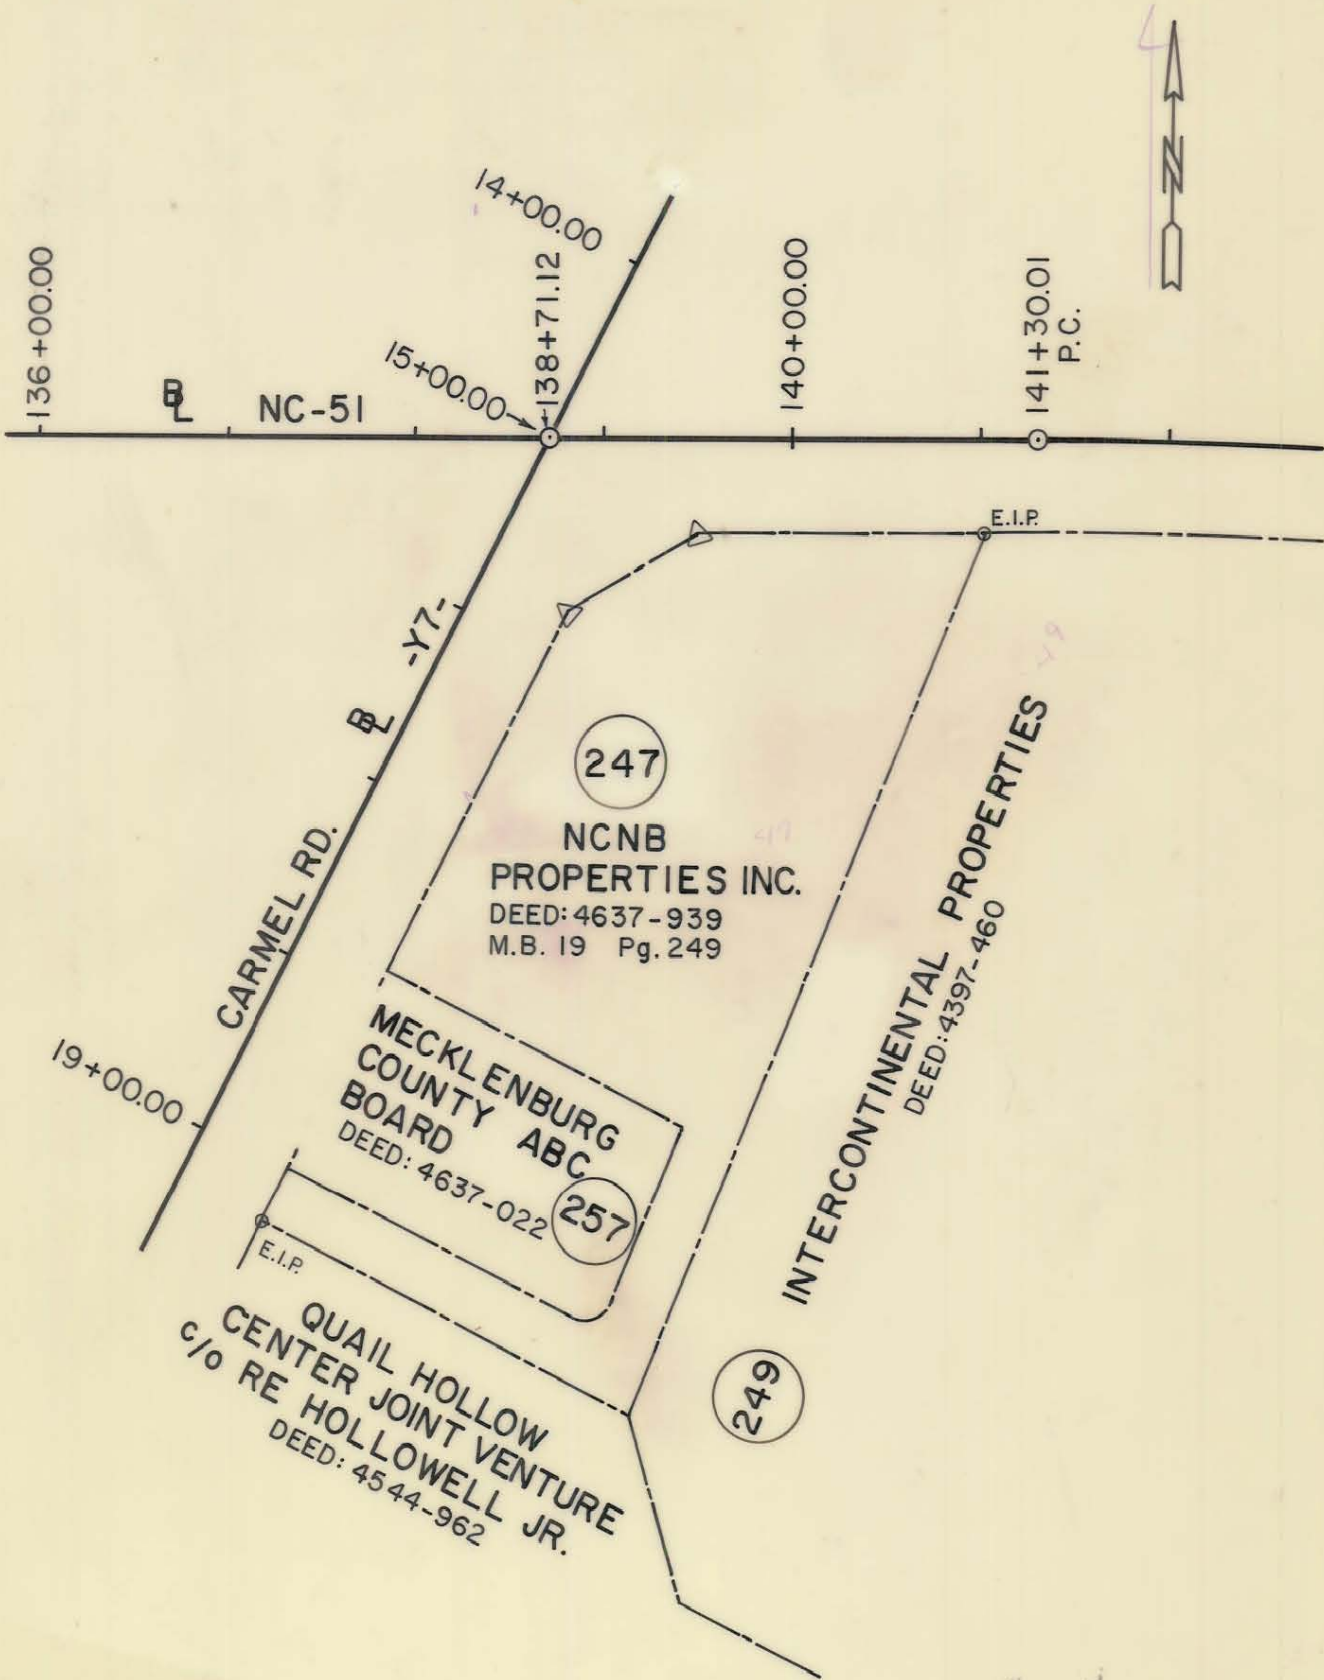 N
14+00.00
136+00.00
138+71.12
140+00.00
141+30.01
P.C.
15+00.00
BL NC-51
E.I.P.
-Y7-
BL
247
NCNB
PROPERTIES INC.
DEED: 4637-939
M.B. 19 Pg. 249
CARMEL RD.
INTERCONTINENTAL PROPERTIES
DEED: 4397-460
19+00.00
MECKLENBURG
COUNTY ABC
BOARD
DEED: 4637-022
257
E.I.P.
QUAIL HOLLOW
CENTER JOINT VENTURE
c/o RE HOLLOWELL JR.
DEED: 4544-962
249